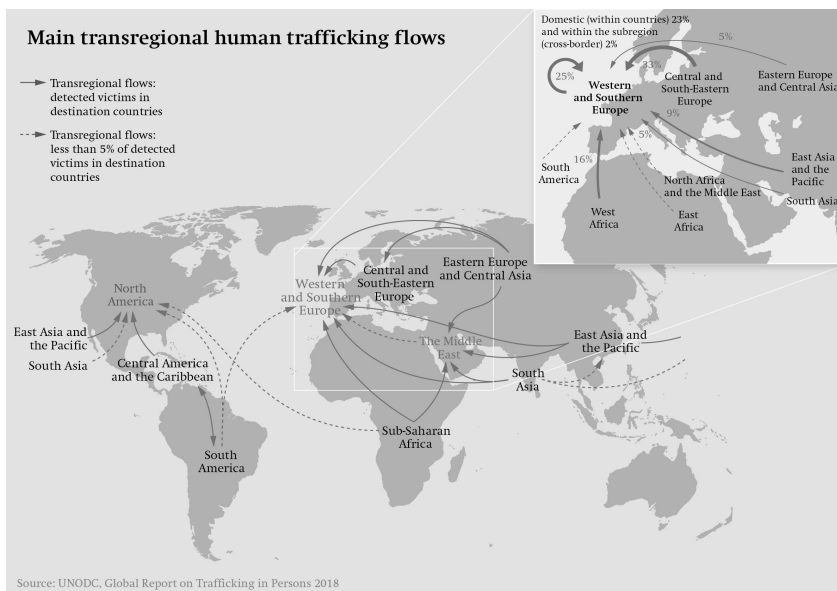 Main transregional human trafficking flows
Transregional flows:
detected victims in
destination countries
Transregional flows:
less than 5% of detected
victims in destination
countries
Domestic (within countries) 23%
and within the subregion
(cross-border) 2%
5%
33%
25%
Western
and Southern
Europe
Central and
South-Eastern
Europe
Eastern Europe
and Central
9%
5%
16%
South
America
North Africa
and the Middle East
East Asia
and the
Pacific
South Asia
West
Africa
East
Africa
North
America
East Asia and
the Pacific
South Asia
Central America
and the Caribbean
South
America
Western
and Southern
Europe
Central and
South-Eastern
Europe
Eastern Europe
and Central Asia
The Middle
East
East Asia and
the Pacific
South
Asia
Sub-Saharan
Africa
Source: UNODC, Global Report on Trafficking in Persons 2018